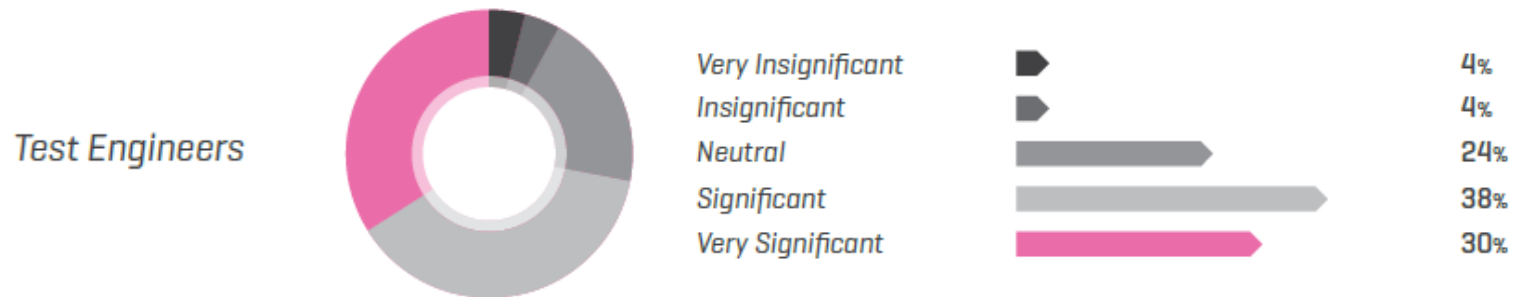 Test Engineers
Very Insignificant 4%
Insignificant 4%
Neutral 24%
Significant 38%
Very Significant 30%